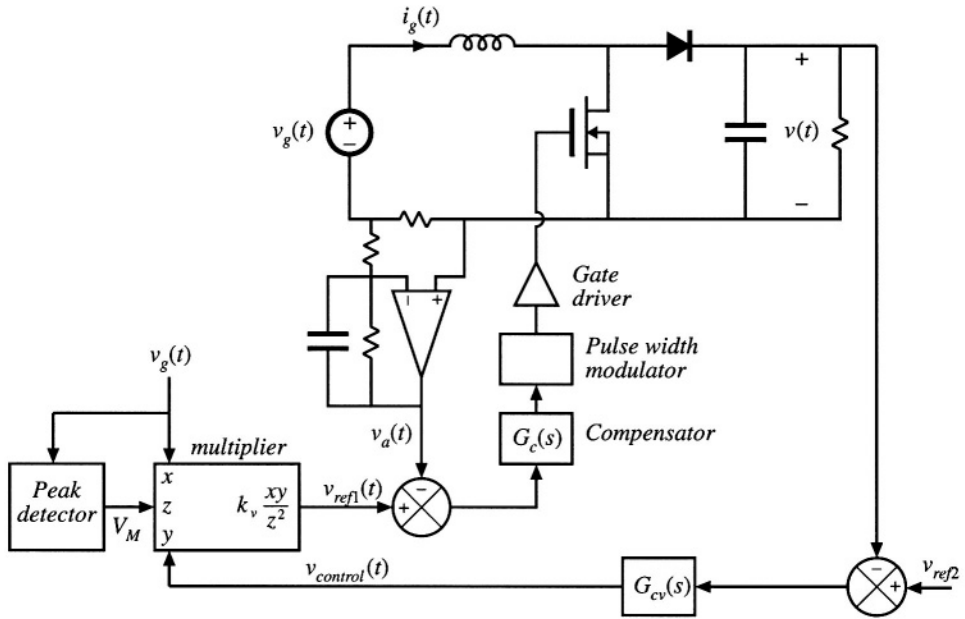 i_g(t)
v_g(t)
+
−
+
v(t)
−
− +
Gate
driver
Pulse width
modulator
G_c(s)
Compensator
v_g(t)
v_a(t)
multiplier
Peak
detector
V_M
x
z
y
k_v xy/z^2
v_ref1(t)
−
+
v_control(t)
G_cv(s)
−
+
v_ref2